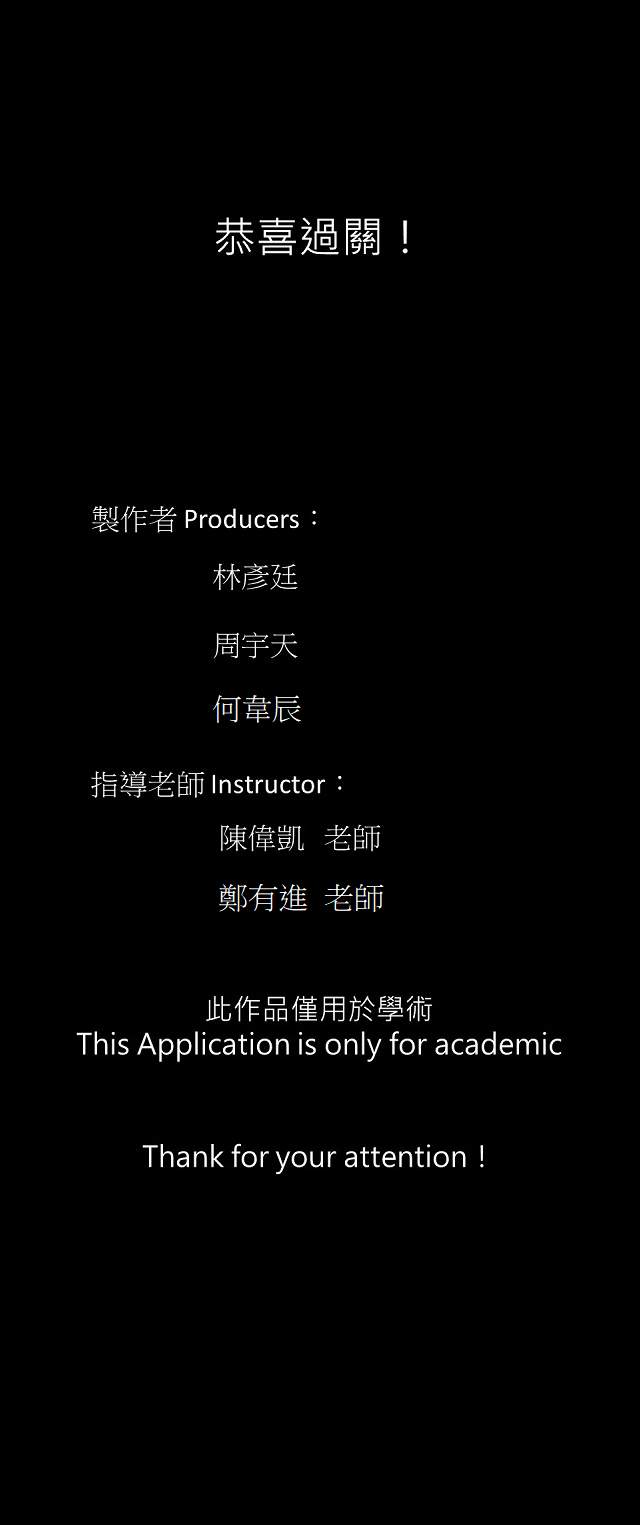 恭喜過關！
製作者 Producers：
林彥廷
周宇天
何韋辰
指導老師 Instructor：
陳偉凱 老師
鄭有進 老師
此作品僅用於學術
This Application is only for academic
Thank for your attention！